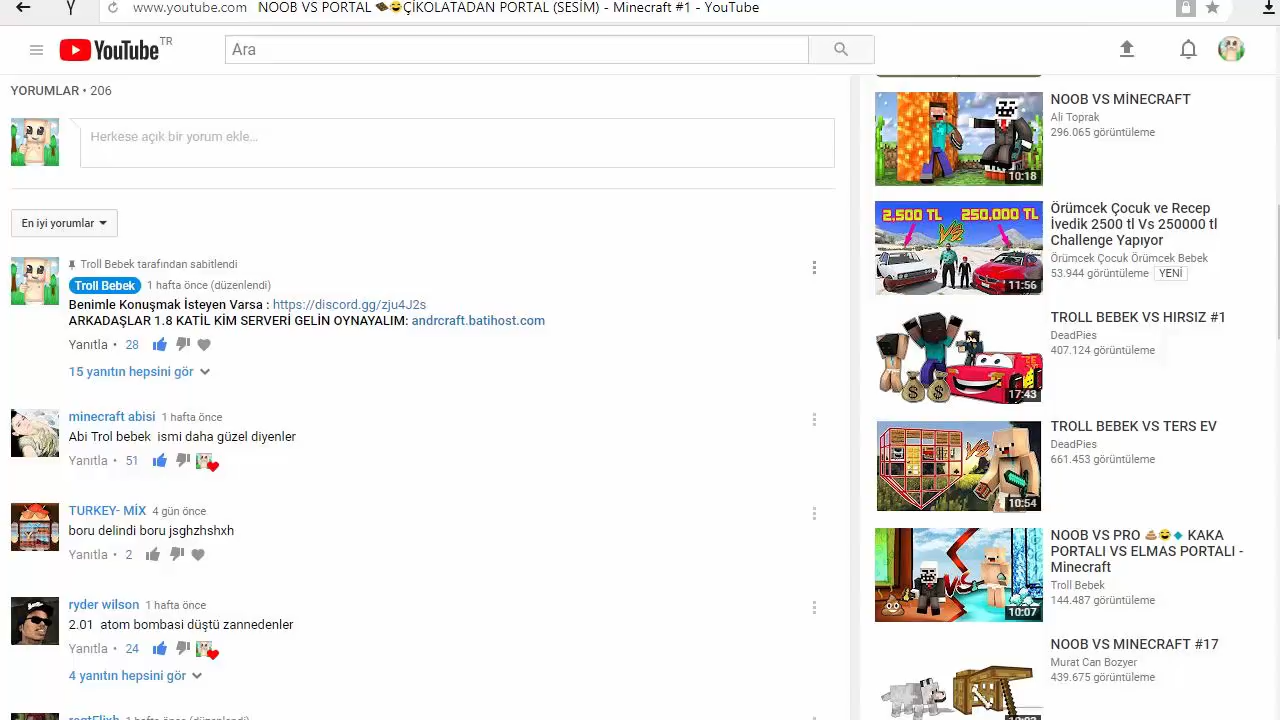 www.youtube.com NOOB VS PORTAL 😂ÇİKOLATADAN PORTAL (SESİM) - Minecraft #1 - YouTube
YouTube TR
Ara
YORUMLAR • 206
Herkese açık bir yorum ekle...
En iyi yorumlar
Troll Bebek tarafından sabitlendi
Troll Bebek 1 hafta önce (düzenlendi)
Benimle Konuşmak İsteyen Varsa : https://discord.gg/zju4J2s
ARKADAŞLAR 1.8 KATİL KİM SERVERİ GELİN OYNAYALIM: andrcraft.batihost.com
Yanıtla • 28
15 yanıtın hepsini gör
minecraft abisi 1 hafta önce
Abi Trol bebek ismi daha güzel diyenler
Yanıtla • 51
TURKEY- MİX 4 gün önce
boru delindi boru jsghzhshxh
Yanıtla • 2
ryder wilson 1 hafta önce
2.01 atom bombasi düştü zannedenler
Yanıtla • 24
4 yanıtın hepsini gör
1 hafta önce (düzenlendi)
10:18
NOOB VS MİNECRAFT
Ali Toprak
296.065 görüntüleme
2,500 TL VS 250,000 TL
11:56
Örümcek Çocuk ve Recep
İvedik 2500 tl Vs 250000 tl
Challenge Yapıyor
Örümcek Çocuk Örümcek Bebek
53.944 görüntüleme YENİ
17:43
TROLL BEBEK VS HIRSIZ #1
DeadPies
407.124 görüntüleme
VS
10:54
TROLL BEBEK VS TERS EV
DeadPies
661.453 görüntüleme
VS
10:07
NOOB VS PRO 💩😂🔹 KAKA
PORTALI VS ELMAS PORTALI -
Minecraft
Troll Bebek
144.487 görüntüleme
NOOB VS MINECRAFT #17
Murat Can Bozyer
439.675 görüntüleme